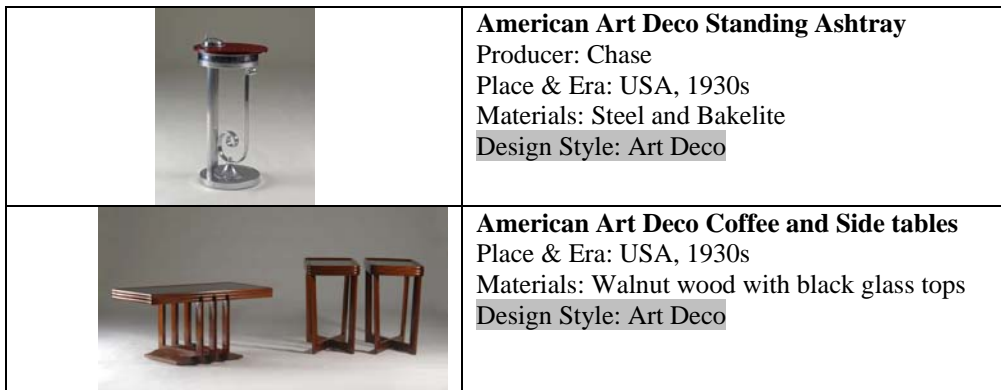 American Art Deco Standing Ashtray
Producer: Chase
Place & Era: USA, 1930s
Materials: Steel and Bakelite
Design Style: Art Deco
American Art Deco Coffee and Side tables
Place & Era: USA, 1930s
Materials: Walnut wood with black glass tops
Design Style: Art Deco